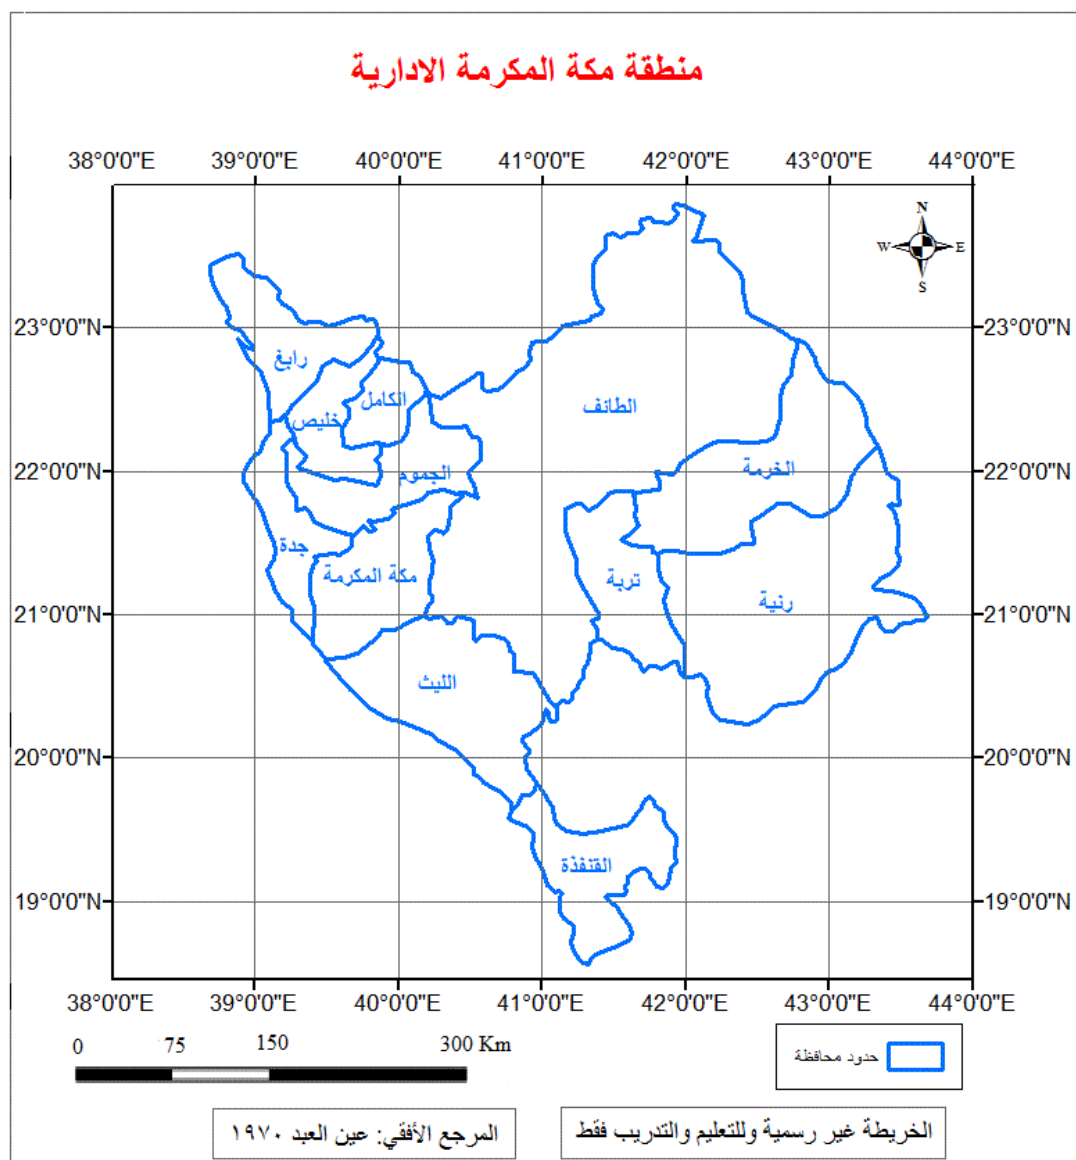 منطقة مكة المكرمة الادارية
38°0'0"E 39°0'0"E 40°0'0"E 41°0'0"E 42°0'0"E 43°0'0"E 44°0'0"E
N
W E
S
23°0'0"N 23°0'0"N
رابغ
الكامل
الطائف
خليص
22°0'0"N 22°0'0"N
الجموم
الخرمة
جدة
مكة المكرمة
تربة
رنية
21°0'0"N 21°0'0"N
الليث
20°0'0"N 20°0'0"N
القنفذة
19°0'0"N 19°0'0"N
38°0'0"E 39°0'0"E 40°0'0"E 41°0'0"E 42°0'0"E 43°0'0"E 44°0'0"E
0 75 150 300 Km
حدود محافظة
الخريطة غير رسمية وللتعليم والتدريب فقط
المرجع الأفقي: عين العبد ١٩٧٠